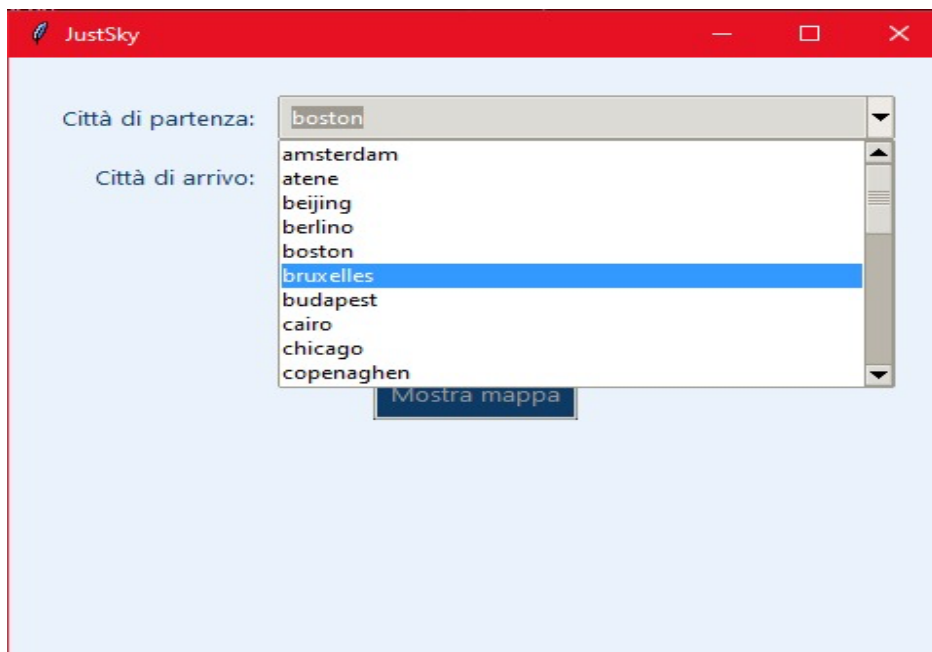 JustSky
Città di partenza: boston
Città di arrivo:
amsterdam
atene
beijing
berlino
boston
bruxelles
budapest
cairo
chicago
copenaghen
Mostra mappa